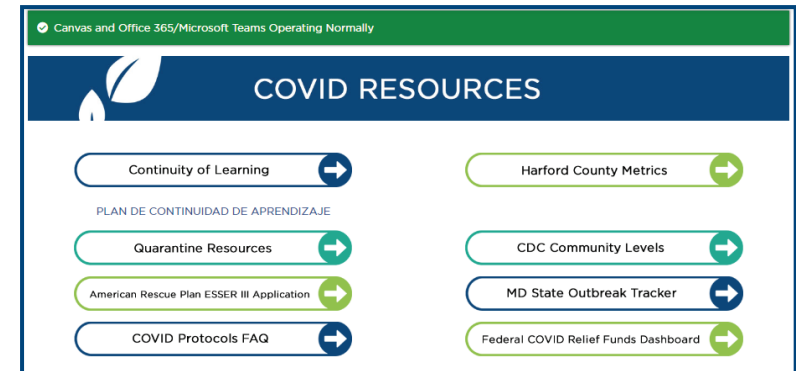 Canvas and Office 365/Microsoft Teams Operating Normally
COVID RESOURCES
Continuity of Learning
Harford County Metrics
PLAN DE CONTINUIDAD DE APRENDIZAJE
Quarantine Resources
CDC Community Levels
American Rescue Plan ESSER III Application
MD State Outbreak Tracker
COVID Protocols FAQ
Federal COVID Relief Funds Dashboard